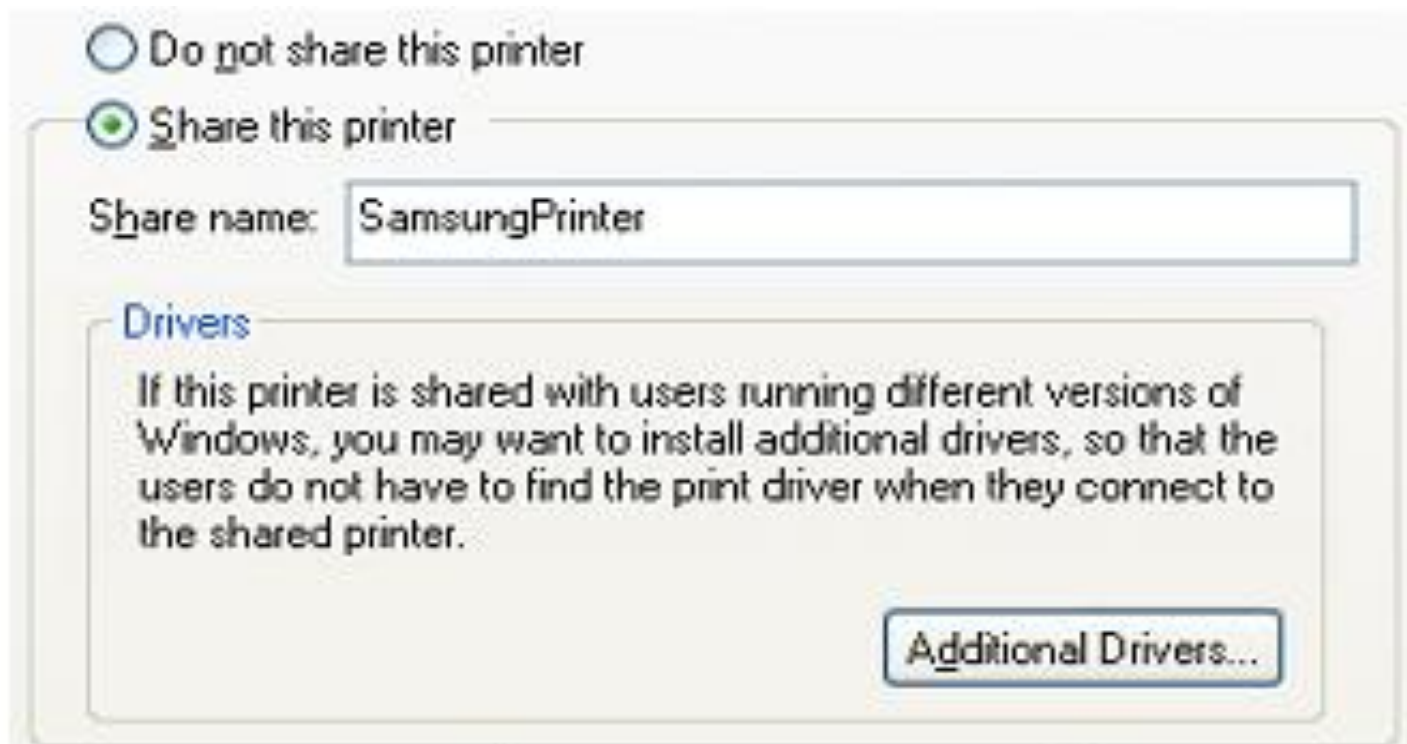 Do not share this printer
Share this printer
Share name: SamsungPrinter
Drivers
If this printer is shared with users running different versions of
Windows, you may want to install additional drivers, so that the
users do not have to find the print driver when they connect to
the shared printer.
Additional Drivers...